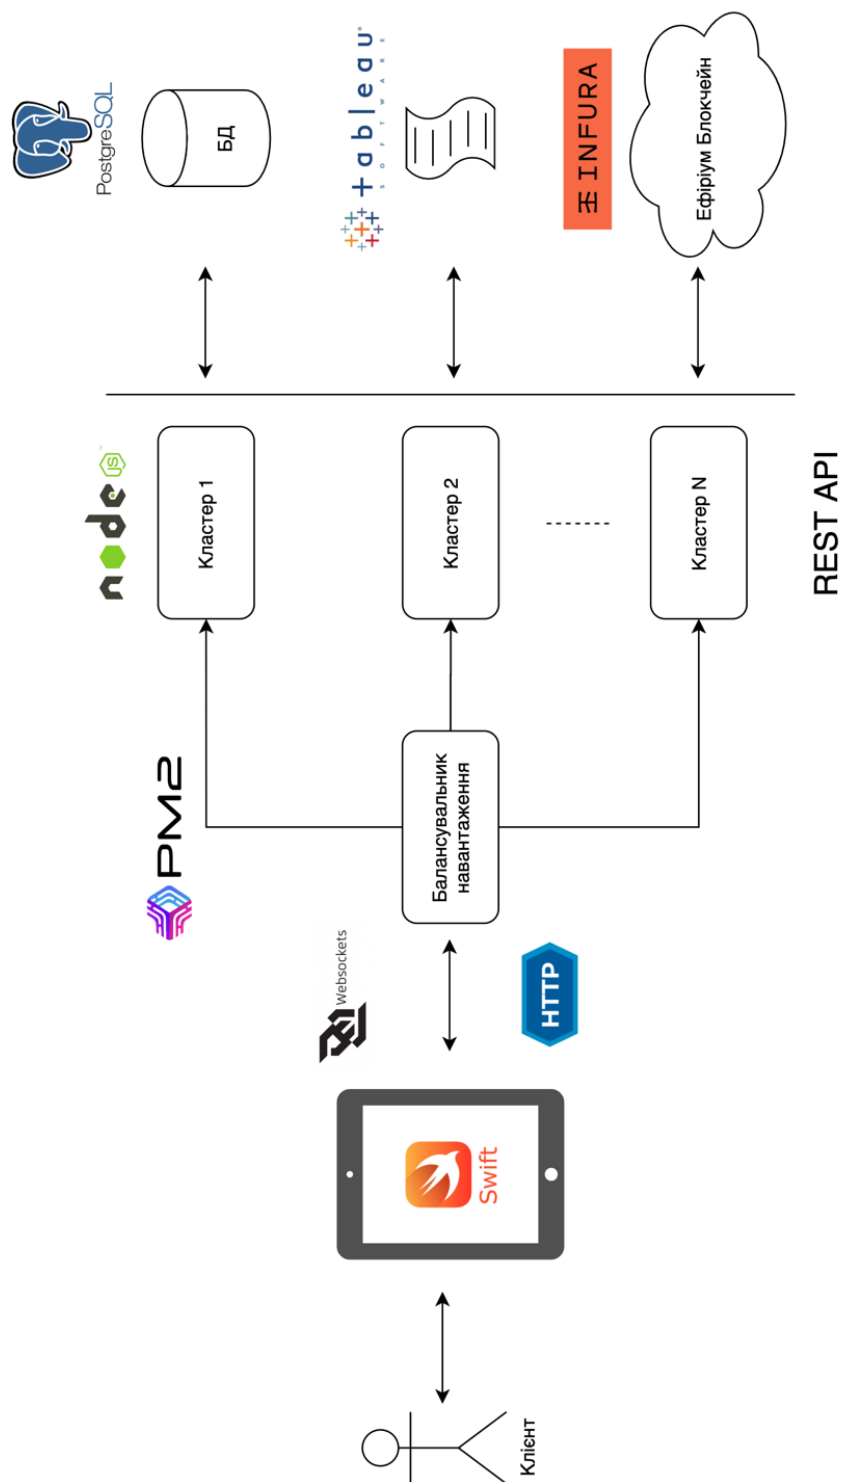 Клієнт
Swift
Websockets
HTTP
PM2
Балансувальник
навантаження
node
js
Кластер 1
Кластер 2
Кластер N
REST API
PostgreSQL
БД
tableau
SOFTWARE
INFURA
Ефіріум Блокчейн